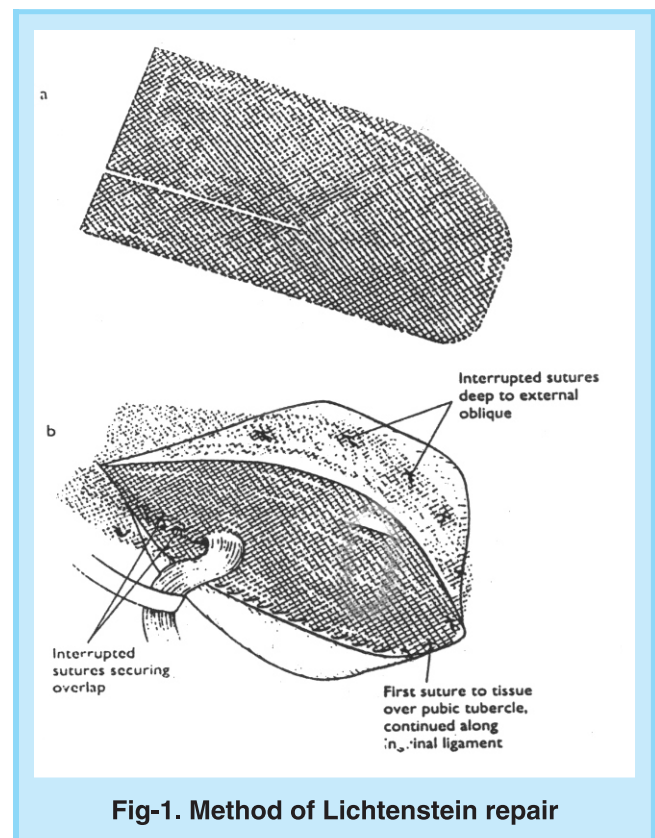 a
Interrupted sutures
deep to external
oblique
b
Interrupted
sutures securing
overlap
First suture to tissue
over pubic tubercle,
continued along
inguinal ligament
Fig-1. Method of Lichtenstein repair